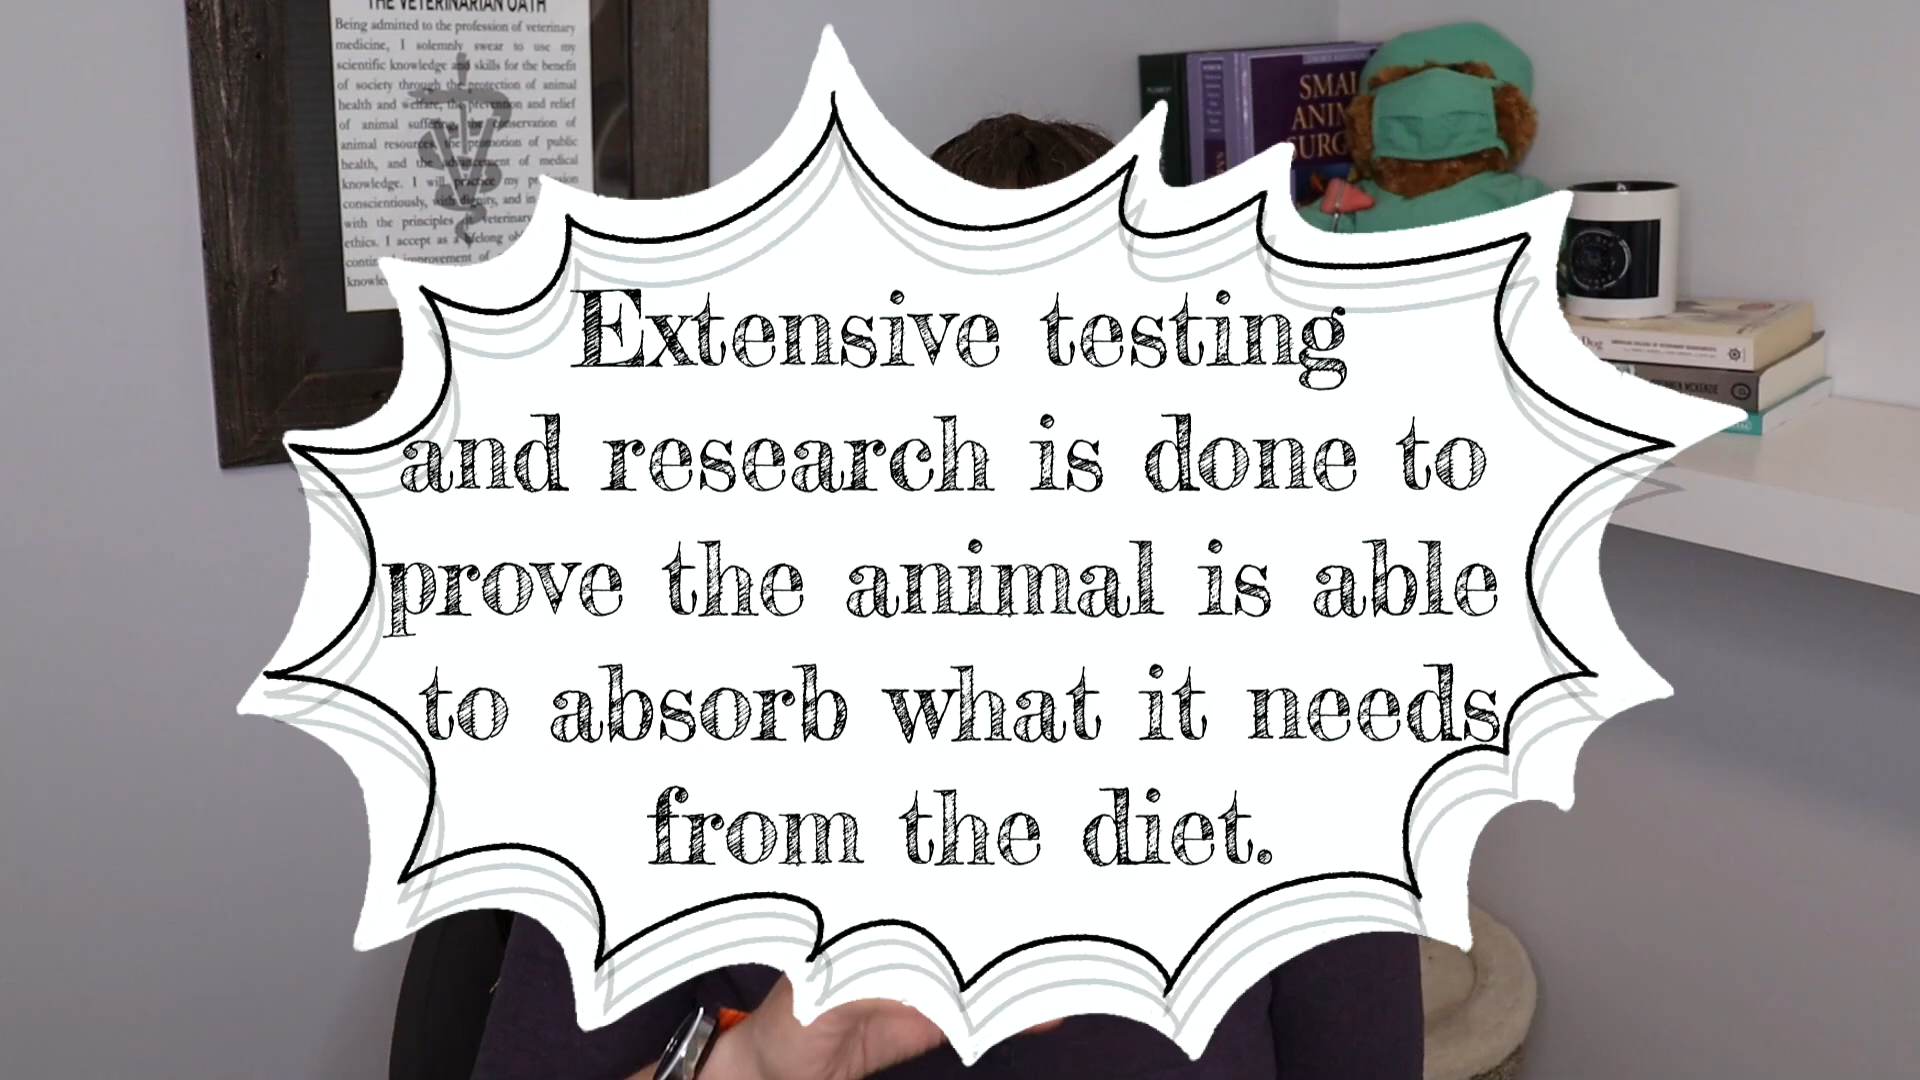 THE VETERINARIAN OATH
Being admitted to the profession of veterinary
medicine, I solemnly swear to use my
scientific knowledge and skills for the benefit
of society through the protection of animal
health and welfare, the prevention and relief
of animal suffering, the conservation of
animal resources, the promotion of public
health, and the advancement of medical
knowledge. I will practice my profession
conscientiously, with dignity, and in
with the principles of veterinary
ethics. I accept as a lifelong
improvement of
SMAL
ANIM
SURG
Extensive testing
and research is done to
prove the animal is able
to absorb what it needs
from the diet.
Dog
MCKENZIE